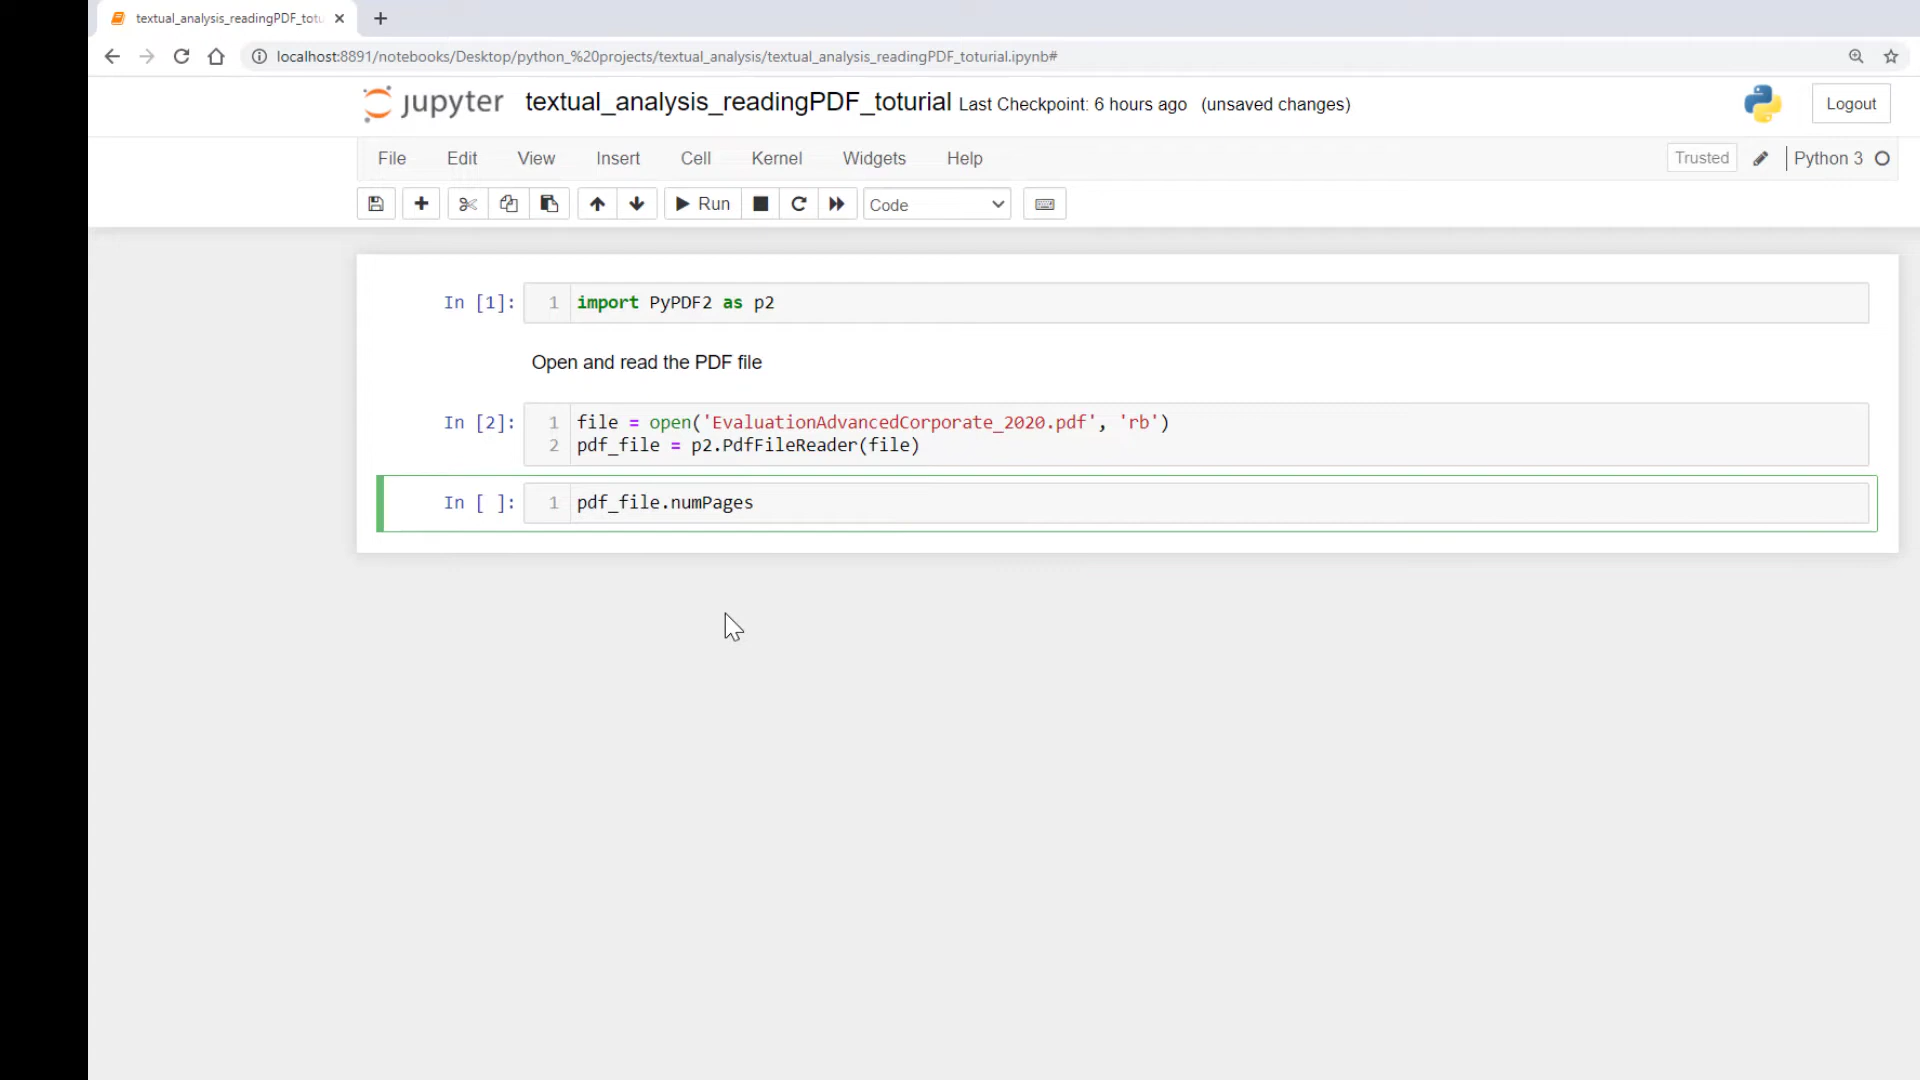 textual_analysis_readingPDF_totu
localhost:8891/notebooks/Desktop/python_%20projects/textual_analysis/textual_analysis_readingPDF_toturial.ipynb#
jupyter textual_analysis_readingPDF_toturial Last Checkpoint: 6 hours ago (unsaved changes)
Logout
File Edit View Insert Cell Kernel Widgets Help
Trusted Python 3
Run Code
In [1]: 1 import PyPDF2 as p2
Open and read the PDF file
In [2]: 1 file = open('EvaluationAdvancedCorporate_2020.pdf', 'rb')
2 pdf_file = p2.PdfFileReader(file)
In [ ]: 1 pdf_file.numPages